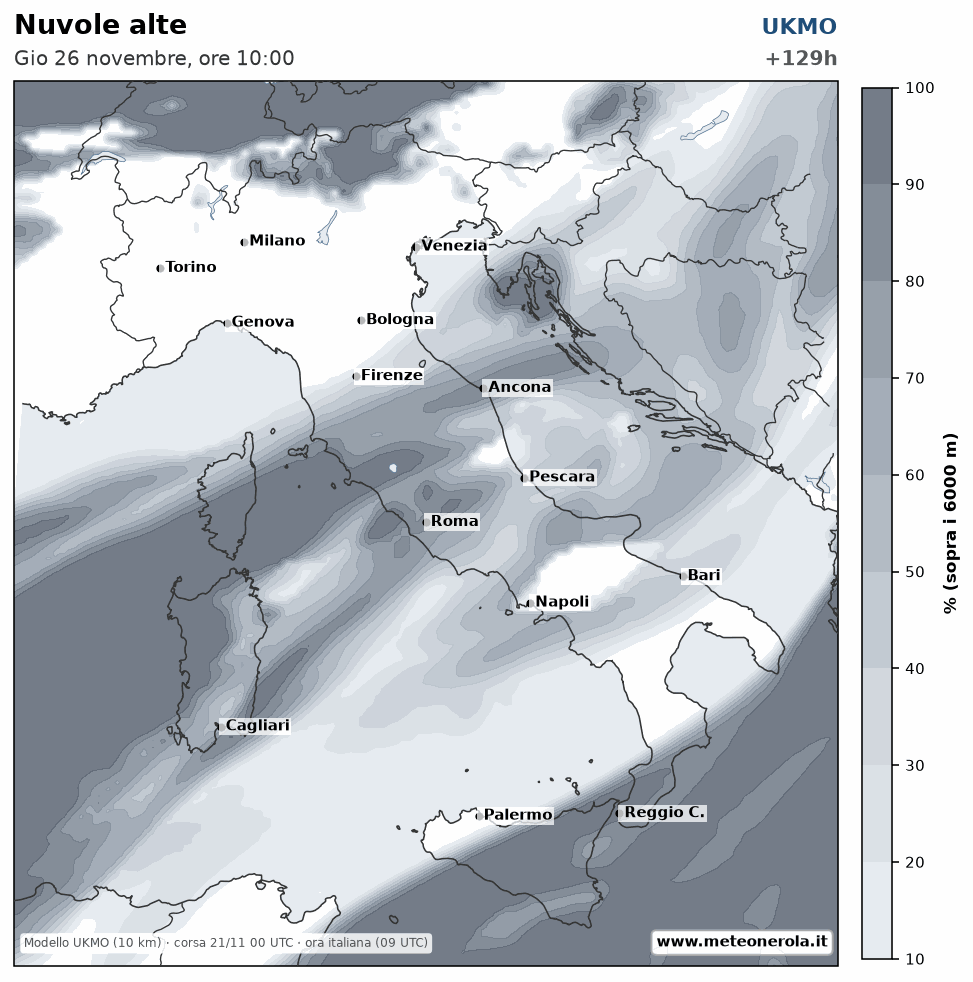 Nuvole alte
UKMO
Gio 26 novembre, ore 10:00
+129h
100
90
80
70
60
50
40
30
20
10
% (sopra i 6000 m)
Milano
Venezia
Torino
Genova
Bologna
Firenze
Ancona
Pescara
Roma
Bari
Napoli
Cagliari
Palermo
Reggio C.
Modello UKMO (10 km) · corsa 21/11 00 UTC · ora italiana (09 UTC)
www.meteonerola.it